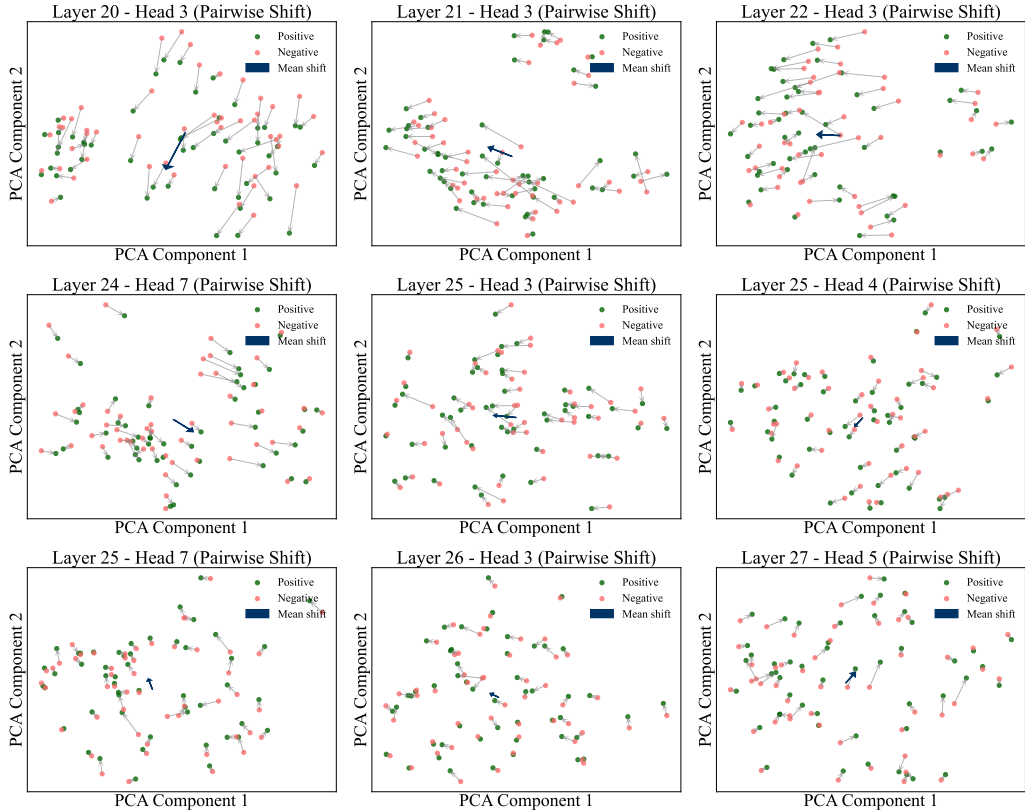 Layer 20 - Head 3 (Pairwise Shift)
Positive
Negative
Mean shift
PCA Component 2
PCA Component 1
Layer 21 - Head 3 (Pairwise Shift)
Positive
Negative
Mean shift
PCA Component 2
PCA Component 1
Layer 22 - Head 3 (Pairwise Shift)
Positive
Negative
Mean shift
PCA Component 2
PCA Component 1
Layer 24 - Head 7 (Pairwise Shift)
Positive
Negative
Mean shift
PCA Component 2
PCA Component 1
Layer 25 - Head 3 (Pairwise Shift)
Positive
Negative
Mean shift
PCA Component 2
PCA Component 1
Layer 25 - Head 4 (Pairwise Shift)
Positive
Negative
Mean shift
PCA Component 2
PCA Component 1
Layer 25 - Head 7 (Pairwise Shift)
Positive
Negative
Mean shift
PCA Component 2
PCA Component 1
Layer 26 - Head 3 (Pairwise Shift)
Positive
Negative
Mean shift
PCA Component 2
PCA Component 1
Layer 27 - Head 5 (Pairwise Shift)
Positive
Negative
Mean shift
PCA Component 2
PCA Component 1